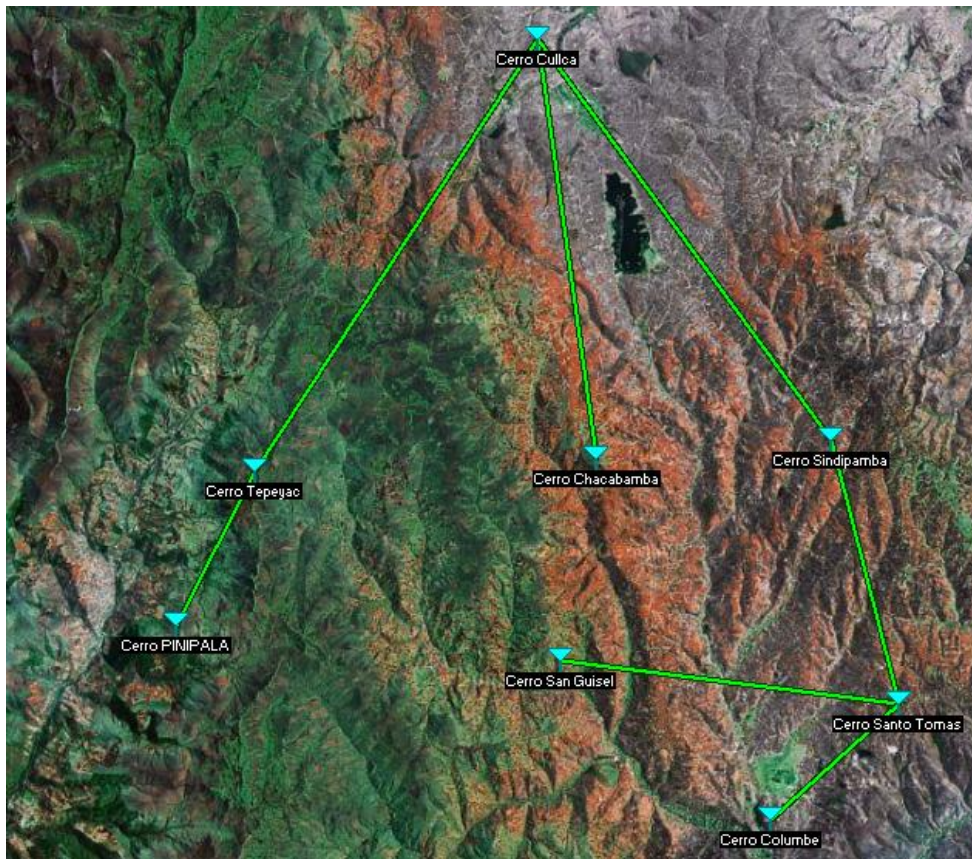 Cerro Cullca
Cerro Sindipamba
Cerro Chacabamba
Cerro Tepeyac
Cerro PINIPALA
Cerro San Guisel
Cerro Santo Tomas
Cerro Columbe